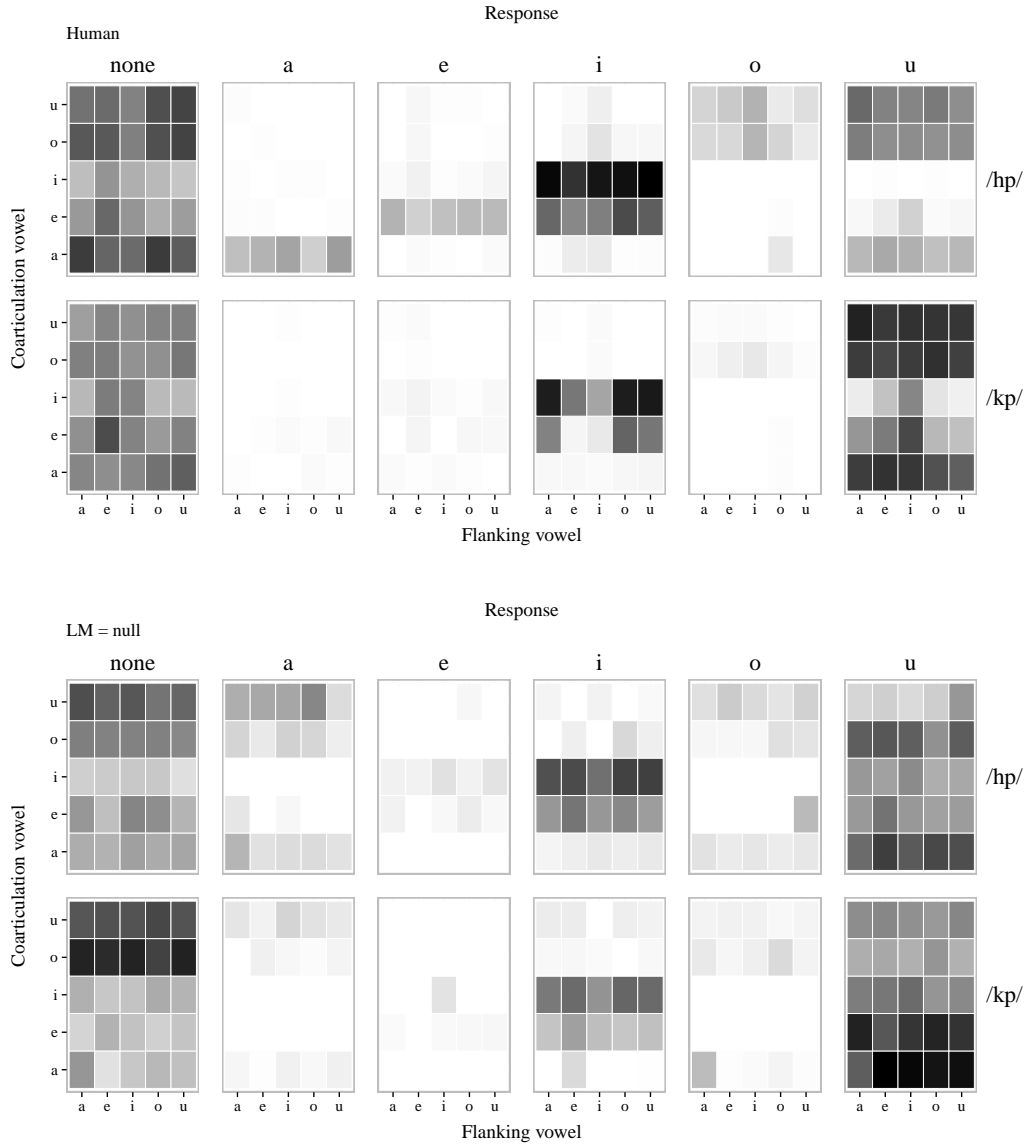 Response
Human
none a e i o u
Coarticulation vowel
u
o
i
e
a
/hp/
u
o
i
e
a
/kp/
a e i o u a e i o u a e i o u a e i o u a e i o u a e i o u
Flanking vowel
Response
LM = null
none a e i o u
Coarticulation vowel
u
o
i
e
a
/hp/
u
o
i
e
a
/kp/
a e i o u a e i o u a e i o u a e i o u a e i o u a e i o u
Flanking vowel